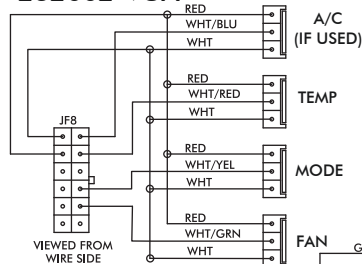 RED
WHT/BLU
WHT
A/C
(IF USED)
RED
WHT/RED
WHT
TEMP
JF8
RED
WHT/YEL
WHT
MODE
RED
WHT/GRN
WHT
FAN
G
VIEWED FROM
WIRE SIDE